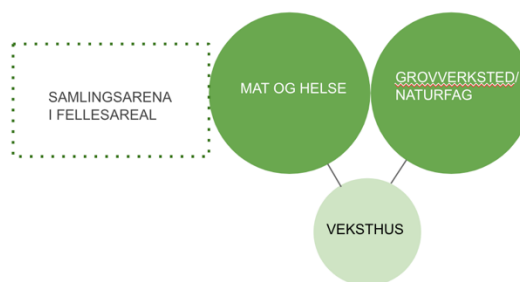 SAMLINGSARENA
I FELLESAREAL
MAT OG HELSE
GROVVERKSTED/
NATURFAG
VEKSTHUS